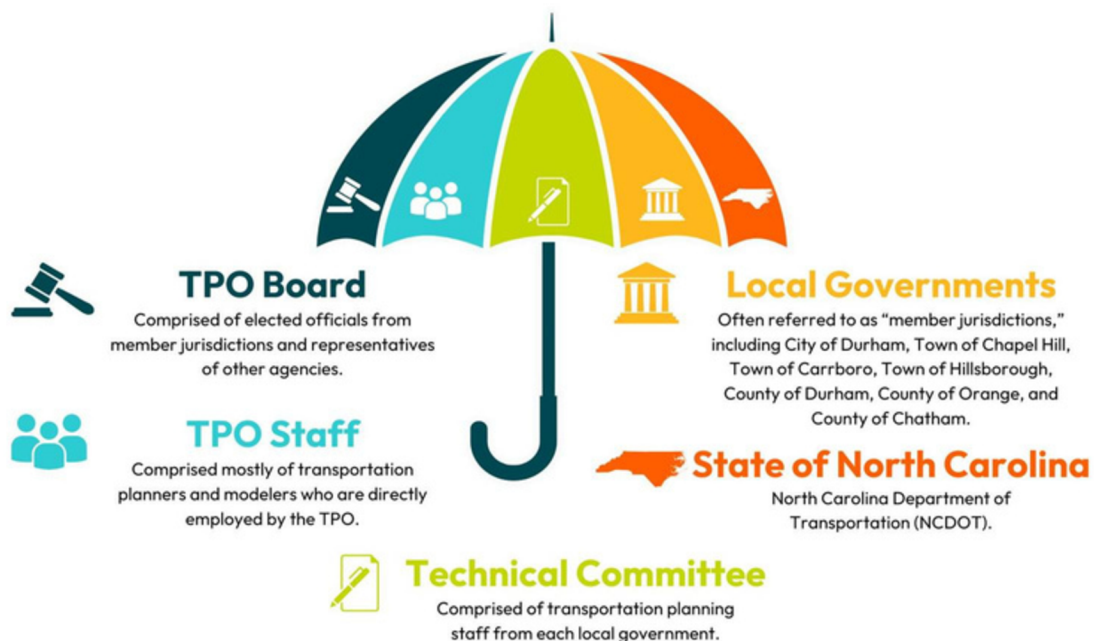 TPO Board
Comprised of elected officials from
member jurisdictions and representatives
of other agencies.
TPO Staff
Comprised mostly of transportation
planners and modelers who are directly
employed by the TPO.
Local Governments
Often referred to as “member jurisdictions,”
including City of Durham, Town of Chapel Hill,
Town of Carrboro, Town of Hillsborough,
County of Durham, County of Orange, and
County of Chatham.
State of North Carolina
North Carolina Department of
Transportation (NCDOT).
Technical Committee
Comprised of transportation planning
staff from each local government.